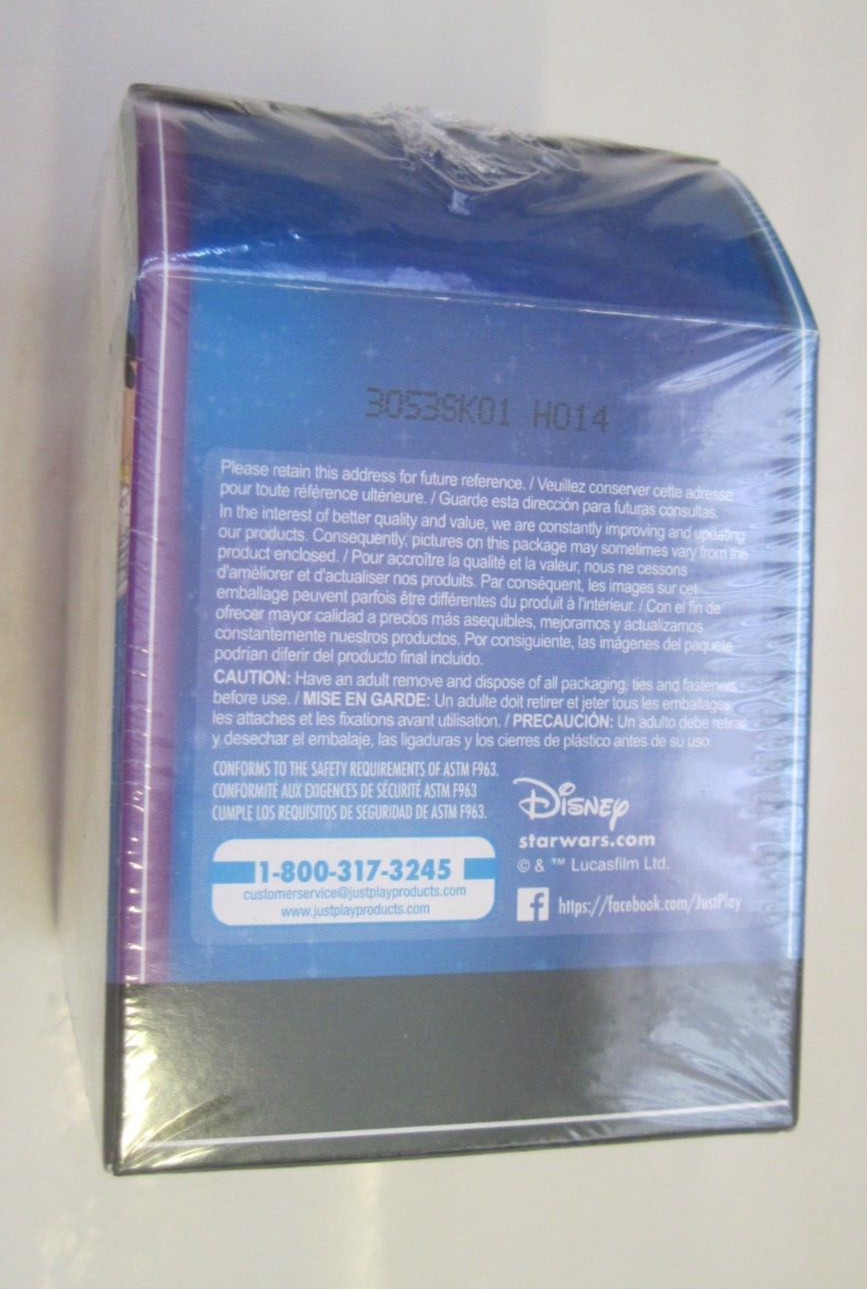 30538K01 H014
Please retain this address for future reference. / Veuillez conserver cette adresse
pour toute référence ultérieure. / Guarde esta dirección para futuras consultas.
In the interest of better quality and value, we are constantly improving and updating
our products. Consequently, pictures on this package may sometimes vary from the
product enclosed. / Pour accroître la qualité et la valeur, nous ne cessons
d'améliorer et d'actualiser nos produits. Par conséquent, les images sur cet
emballage peuvent parfois être différentes du produit à l'intérieur. / Con el fin de
ofrecer mayor calidad a precios más asequibles, mejoramos y actualizamos
constantemente nuestros productos. Por consiguiente, las imágenes del paquete
podrían diferir del producto final incluido.
CAUTION: Have an adult remove and dispose of all packaging, ties and fasteners
before use. / MISE EN GARDE: Un adulte doit retirer et jeter tous les emballages
les attaches et les fixations avant utilisation. / PRECAUCIÓN: Un adulto debe retirar
y desechar el embalaje, las ligaduras y los cierres de plástico antes de su uso.
CONFORMS TO THE SAFETY REQUIREMENTS OF ASTM F963.
CONFORMITÉ AUX EXIGENCES DE SÉCURITÉ ASTM F963
CUMPLE LOS REQUISITOS DE SEGURIDAD DE ASTM F963.
1-800-317-3245
customerservice@justplayproducts.com
www.justplayproducts.com
Disney
starwars.com
© & ™ Lucasfilm Ltd.
f https://facebook.com/JustPlay